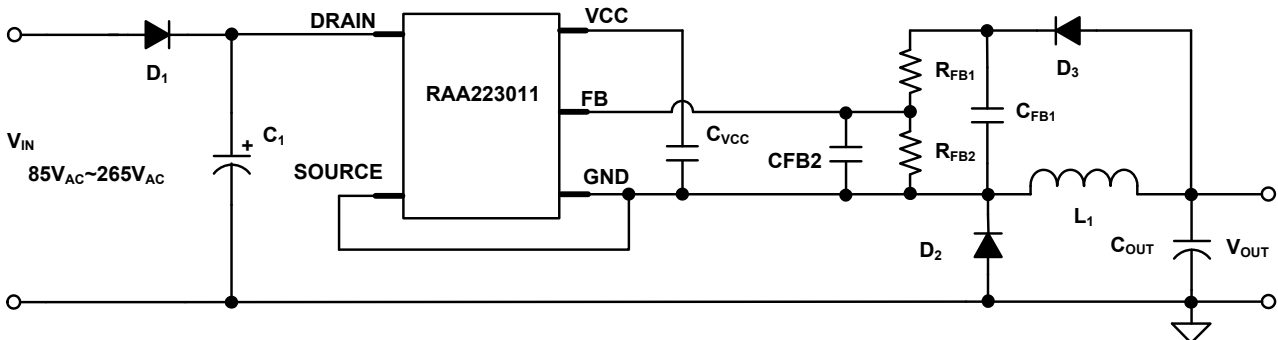 DRAIN
VCC
D1
RAA223011
RFB1
D3
FB
CFB1
VIN
C1
+
CVCC
85VAC~265VAC
CFB2
RFB2
SOURCE
GND
L1
D2
COUT
VOUT